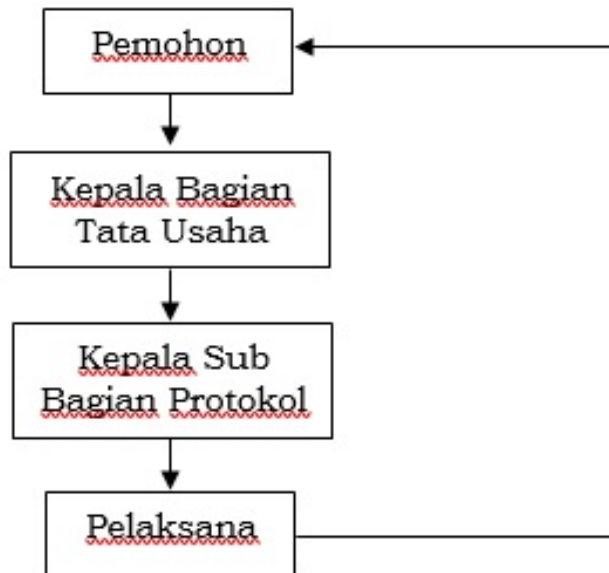 Pemohon
Kepala Bagian
Tata Usaha
Kepala Sub
Bagian Protokol
Pelaksana